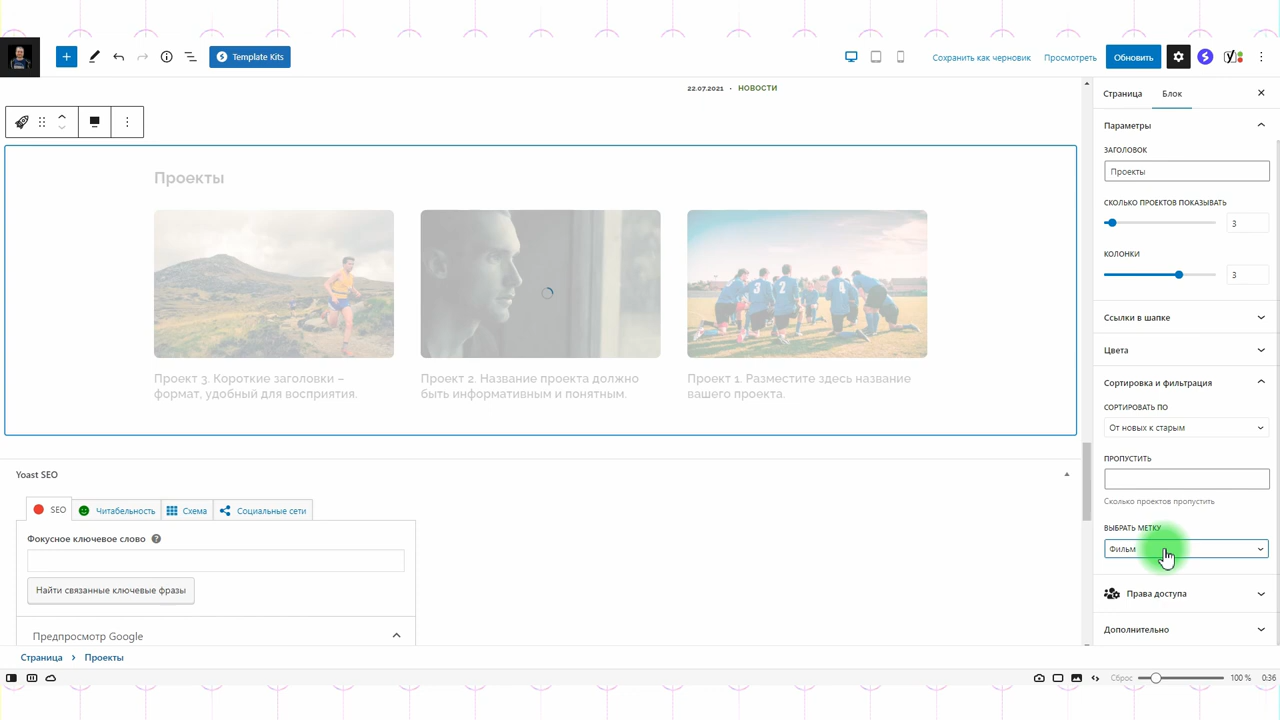 Template Kits
Сохранить как черновик
Просмотреть
Обновить
22.07.2021 · НОВОСТИ
Страница
Блок
Параметры
ЗАГОЛОВОК
Проекты
СКОЛЬКО ПРОЕКТОВ ПОКАЗЫВАТЬ
3
КОЛОНКИ
3
Ссылки в шапке
Цвета
Сортировка и фильтрация
СОРТИРОВАТЬ ПО
От новых к старым
ПРОПУСТИТЬ
Сколько проектов пропустить
ВЫБРАТЬ МЕТКУ
Фильм
Права доступа
Дополнительно
Проекты
Проект 3. Короткие заголовки –
формат, удобный для восприятия.
Проект 2. Название проекта должно
быть информативным и понятным.
Проект 1. Разместите здесь название
вашего проекта.
Yoast SEO
SEO
Читабельность
Схема
Социальные сети
Фокусное ключевое слово
Найти связанные ключевые фразы
Предпросмотр Google
Страница > Проекты
Сброс
100 %
0:36